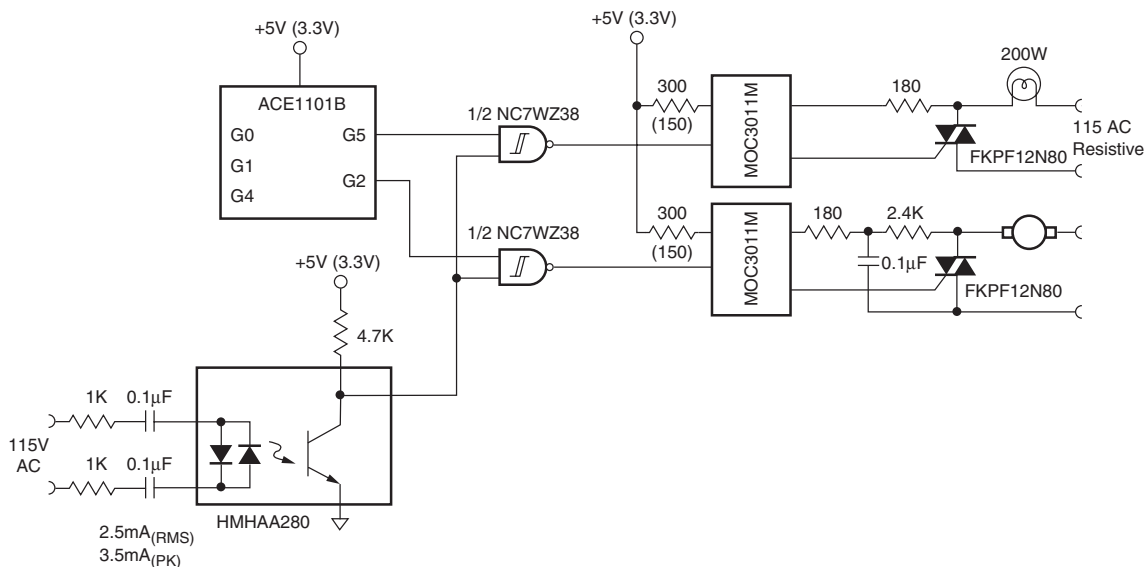 +5V (3.3V)
ACE1101B
G0
G5
G1
G4
G2
1/2 NC7WZ38
1/2 NC7WZ38
+5V (3.3V)
300
(150)
MOC3011M
180
200W
115 AC
Resistive
FKPF12N80
300
(150)
MOC3011M
180
2.4K
0.1µF
FKPF12N80
+5V (3.3V)
4.7K
1K
0.1µF
115V
AC
1K
0.1µF
HMHAA280
2.5mA(RMS)
3.5mA(PK)